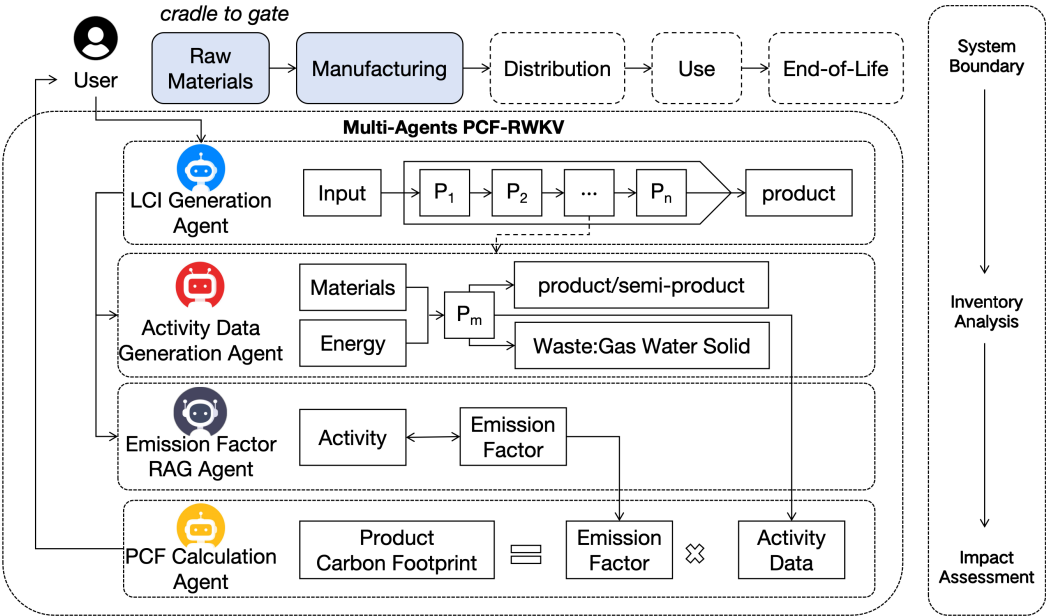 cradle to gate
User
Raw
Materials
Manufacturing
Distribution
Use
End-of-Life
Multi-Agents PCF-RWKV
LCI Generation
Agent
Input
P1
P2
...
Pn
product
Activity Data
Generation Agent
Materials
Energy
Pm
product/semi-product
Waste:Gas Water Solid
Emission Factor
RAG Agent
Activity
Emission
Factor
PCF Calculation
Agent
Product
Carbon Footprint
=
Emission
Factor
×
Activity
Data
System
Boundary
Inventory
Analysis
Impact
Assessment